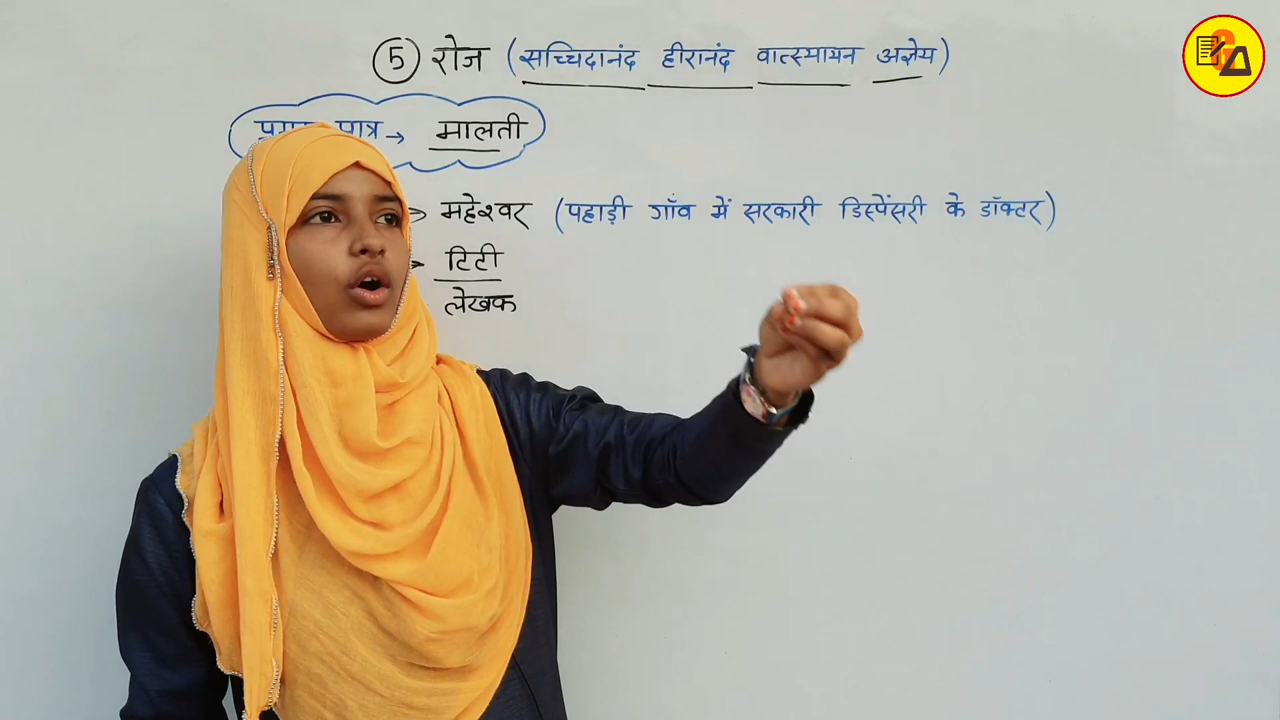 5 रोज (सच्चिदानंद हीरानंद वात्स्यायन अज्ञेय)
पात्र → मालती
→ महेश्वर (पहाड़ी गाँव में सरकारी डिस्पेंसरी के डॉक्टर)
→ टिटी
लेखक